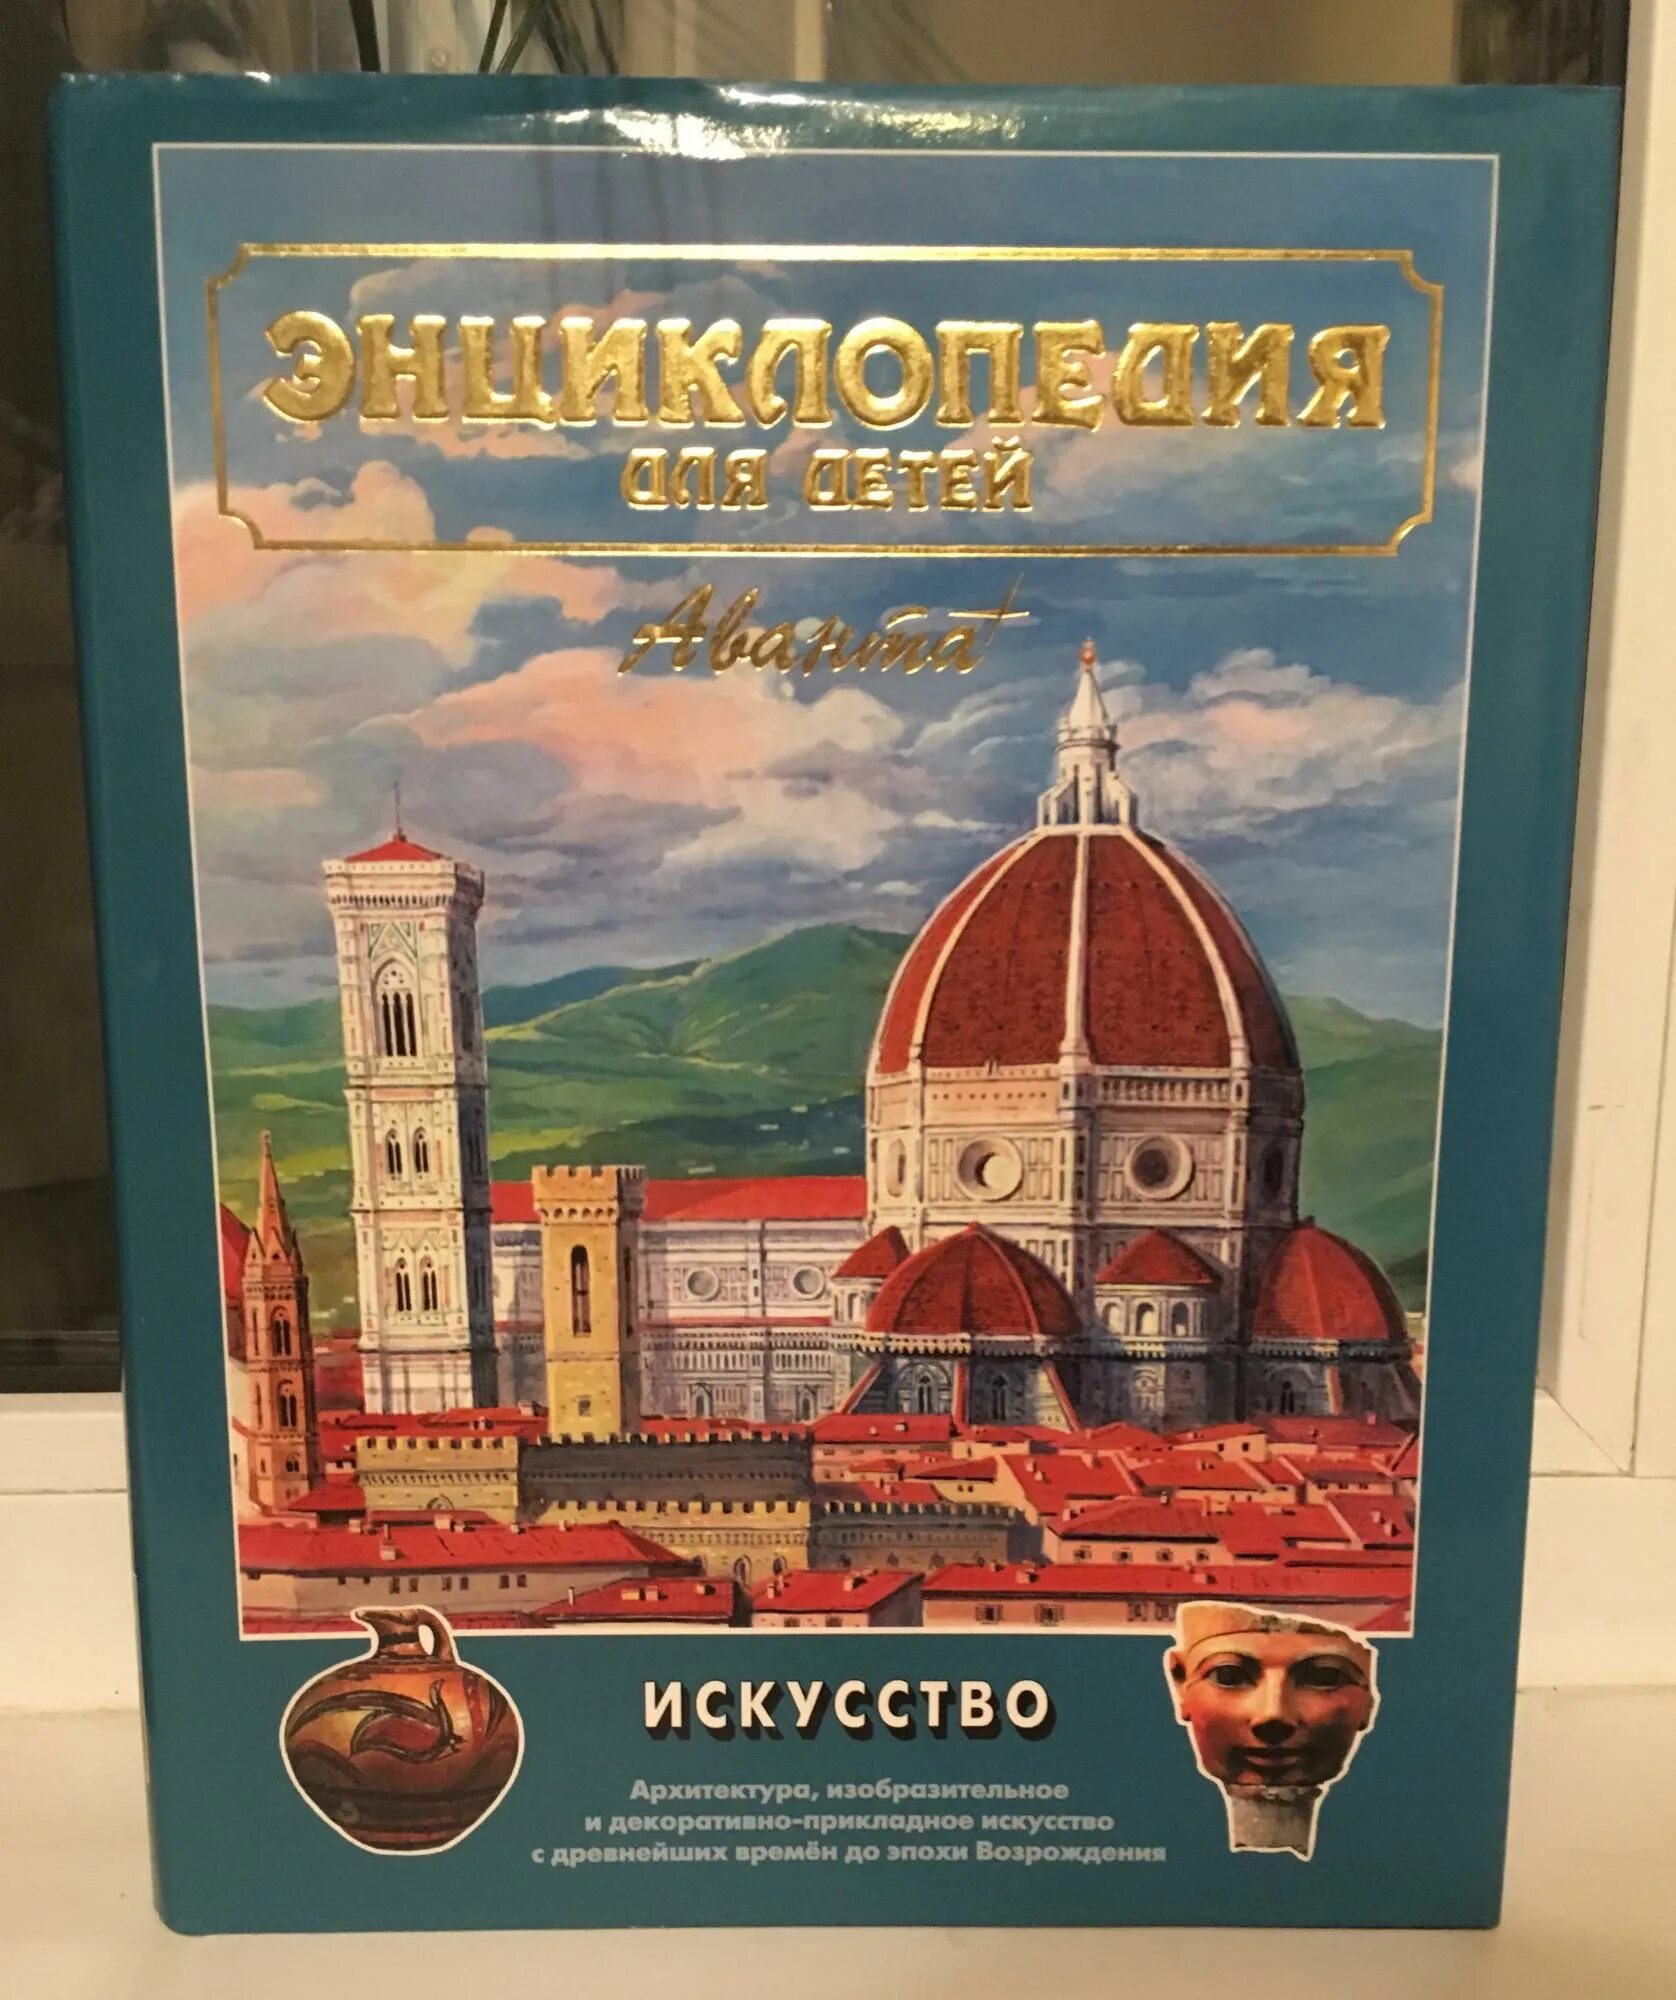 ЭНЦИКЛОПЕДИЯ
ДЛЯ ДЕТЕЙ
Аванта+
ИСКУССТВО
Архитектура, изобразительное
и декоративно-прикладное искусство
с древнейших времён до эпохи Возрождения